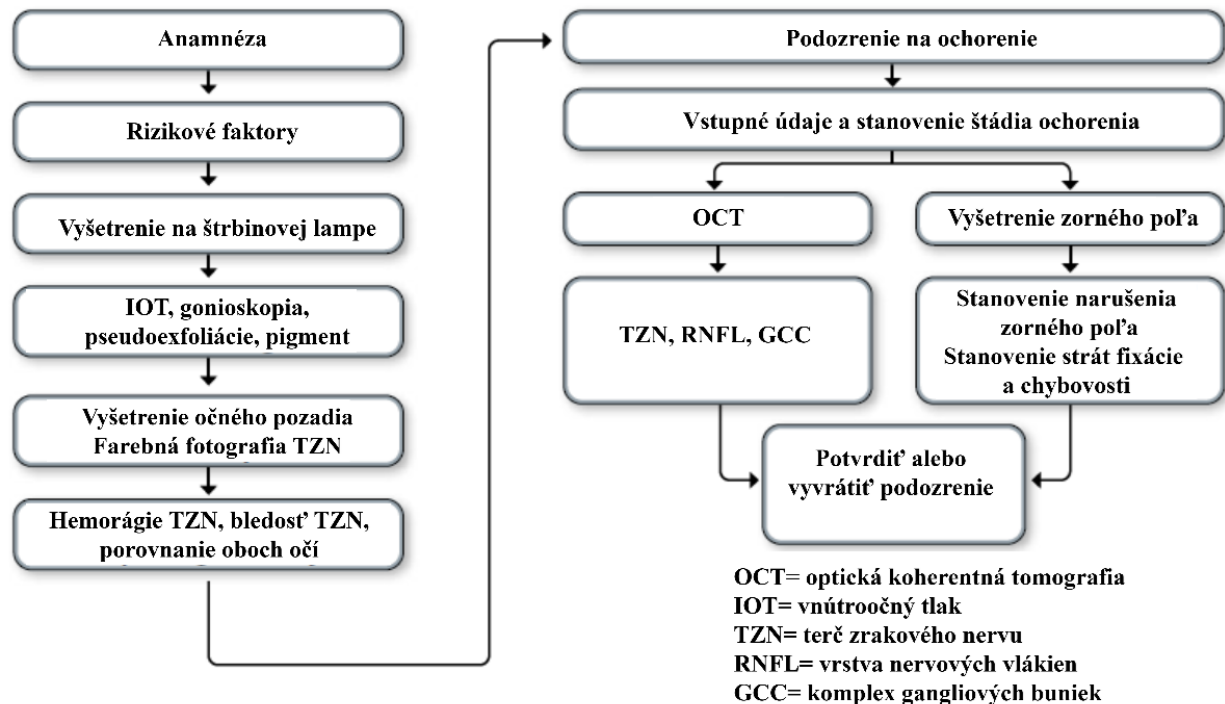 Anamnéza
Rizikové faktory
Vyšetrenie na štrbinovej lampe
IOT, gonioskopia,
pseudoexfoliácie, pigment
Vyšetrenie očného pozadia
Farebná fotografia TZN
Hemorágie TZN, bledosť TZN,
porovnanie oboch očí
Podozrenie na ochorenie
Vstupné údaje a stanovenie štádia ochorenia
OCT
TZN, RNFL, GCC
Vyšetrenie zorného poľa
Stanovenie narušenia
zorného poľa
Stanovenie strát fixácie
a chybovosti
Potvrdiť alebo
vyvrátiť podozrenie
OCT= optická koherentná tomografia
IOT= vnútroočný tlak
TZN= terč zrakového nervu
RNFL= vrstva nervových vlákien
GCC= komplex gangliových buniek